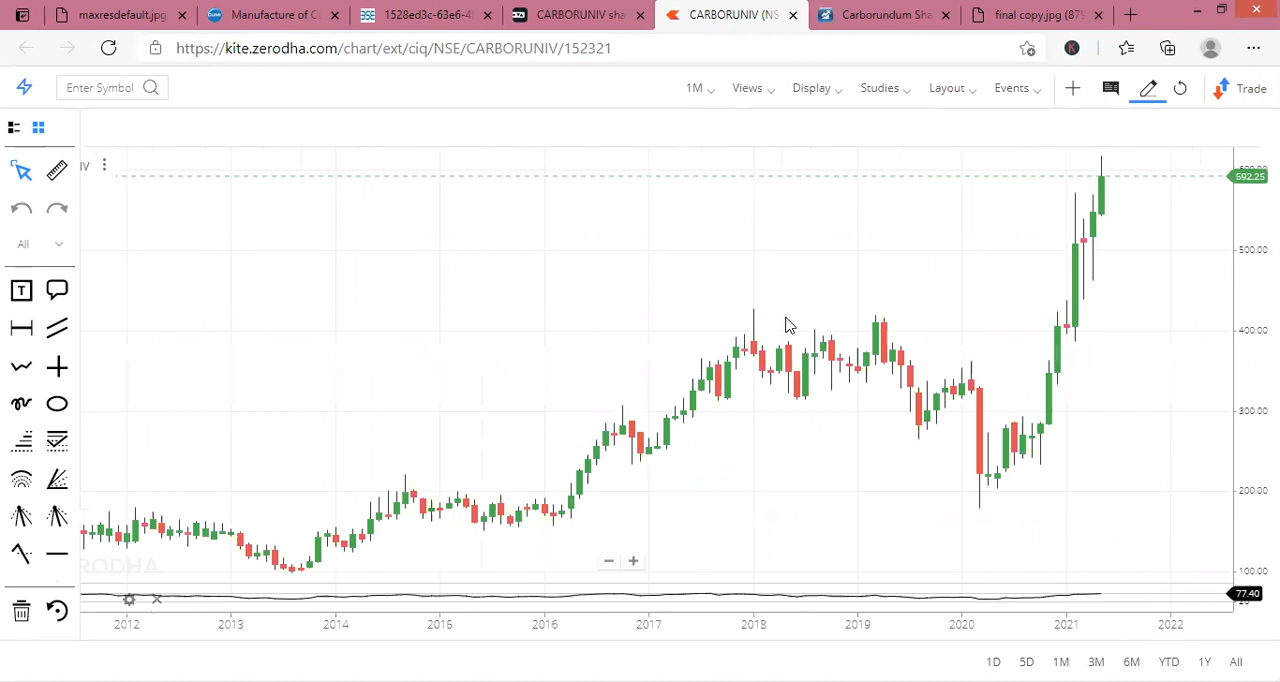 maxresdefault.jpg
Manufacture of C
1528ed3c-63e6-4
CARBORUNIV sha
CARBORUNIV (NS
Carborundum Sha
final copy.jpg (879
https://kite.zerodha.com/chart/ext/ciq/NSE/CARBORUNIV/152321
K
Enter Symbol
1M Views Display Studies Layout Events Trade
IV
All
T
592.25
500.00
400.00
300.00
200.00
100.00
77.40
2012 2013 2014 2015 2016 2017 2018 2019 2020 2021 2022
1D 5D 1M 3M 6M YTD 1Y All